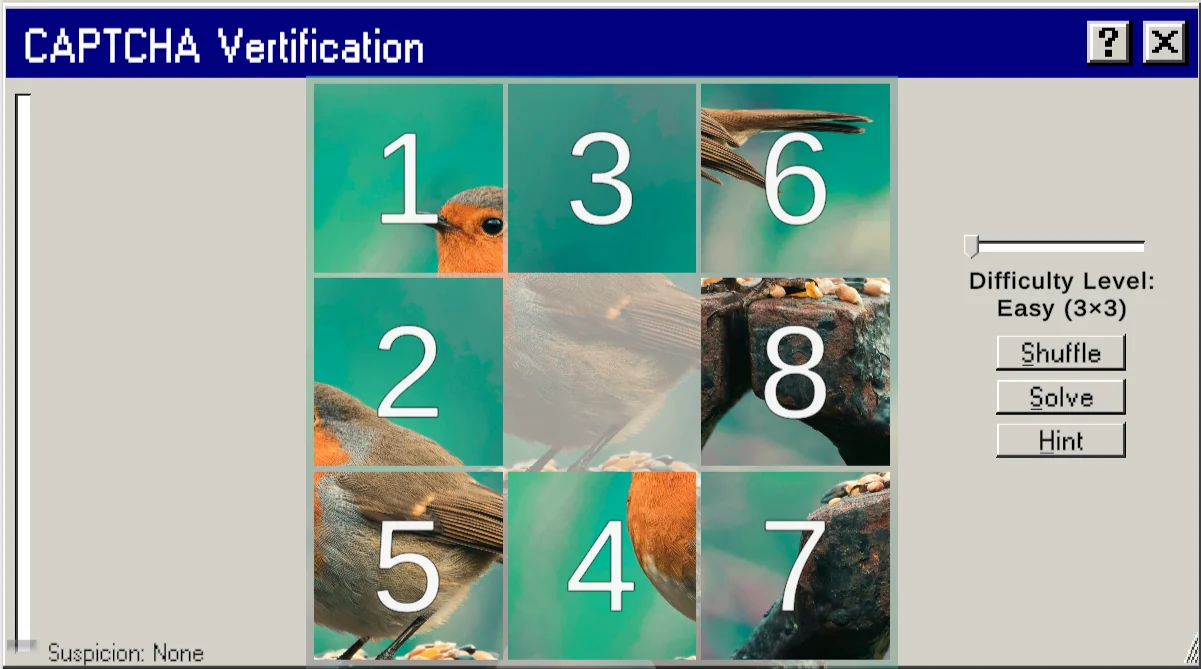 CAPTCHA Vertification
?
X
1
3
6
2
8
5
4
7
Difficulty Level:
Easy (3×3)
Shuffle
Solve
Hint
Suspicion: None